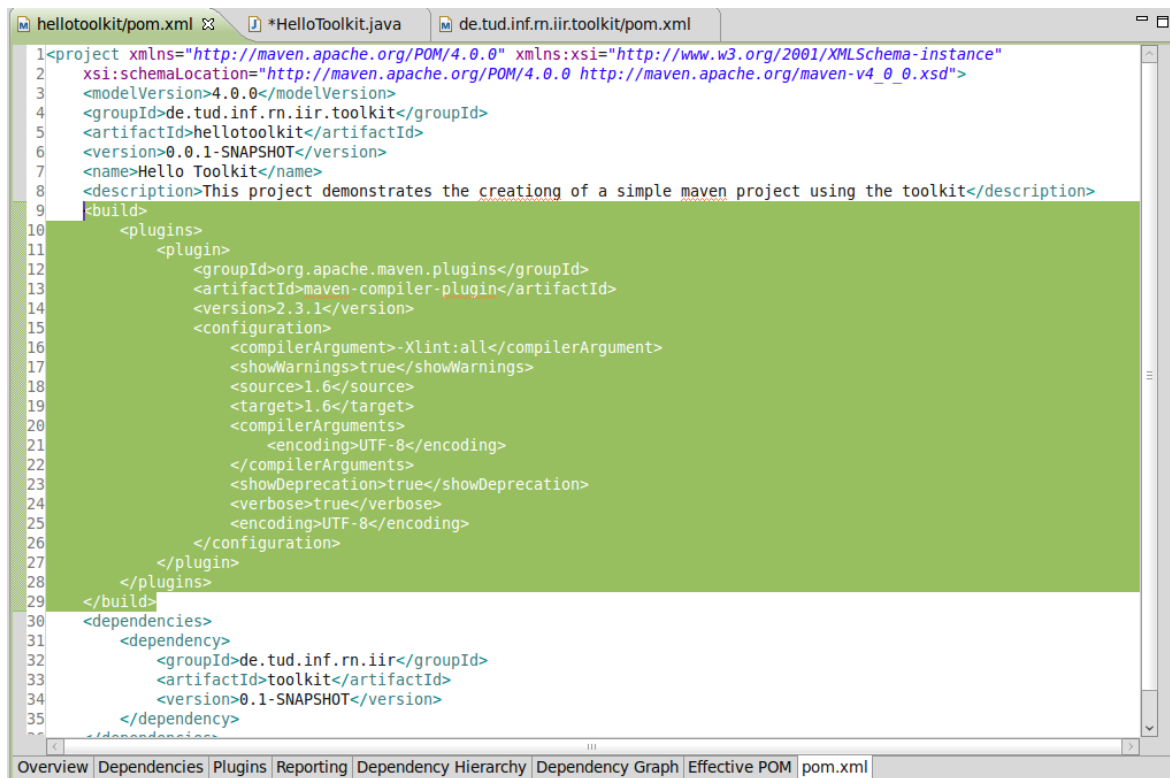 hellotoolkit/pom.xml *HelloToolkit.java de.tud.inf.rn.iir.toolkit/pom.xml
1 <project xmlns="http://maven.apache.org/POM/4.0.0" xmlns:xsi="http://www.w3.org/2001/XMLSchema-instance"
2 xsi:schemaLocation="http://maven.apache.org/POM/4.0.0 http://maven.apache.org/maven-v4_0_0.xsd">
3 <modelVersion>4.0.0</modelVersion>
4 <groupId>de.tud.inf.rn.iir.toolkit</groupId>
5 <artifactId>hellotoolkit</artifactId>
6 <version>0.0.1-SNAPSHOT</version>
7 <name>Hello Toolkit</name>
8 <description>This project demonstrates the creationg of a simple maven project using the toolkit</description>
9 <build>
10 <plugins>
11 <plugin>
12 <groupId>org.apache.maven.plugins</groupId>
13 <artifactId>maven-compiler-plugin</artifactId>
14 <version>2.3.1</version>
15 <configuration>
16 <compilerArgument>-Xlint:all</compilerArgument>
17 <showWarnings>true</showWarnings>
18 <source>1.6</source>
19 <target>1.6</target>
20 <compilerArguments>
21 <encoding>UTF-8</encoding>
22 </compilerArguments>
23 <showDeprecation>true</showDeprecation>
24 <verbose>true</verbose>
25 <encoding>UTF-8</encoding>
26 </configuration>
27 </plugin>
28 </plugins>
29 </build>
30 <dependencies>
31 <dependency>
32 <groupId>de.tud.inf.rn.iir</groupId>
33 <artifactId>toolkit</artifactId>
34 <version>0.1-SNAPSHOT</version>
35 </dependency>
36 </dependencies>
Overview Dependencies Plugins Reporting Dependency Hierarchy Dependency Graph Effective POM pom.xml